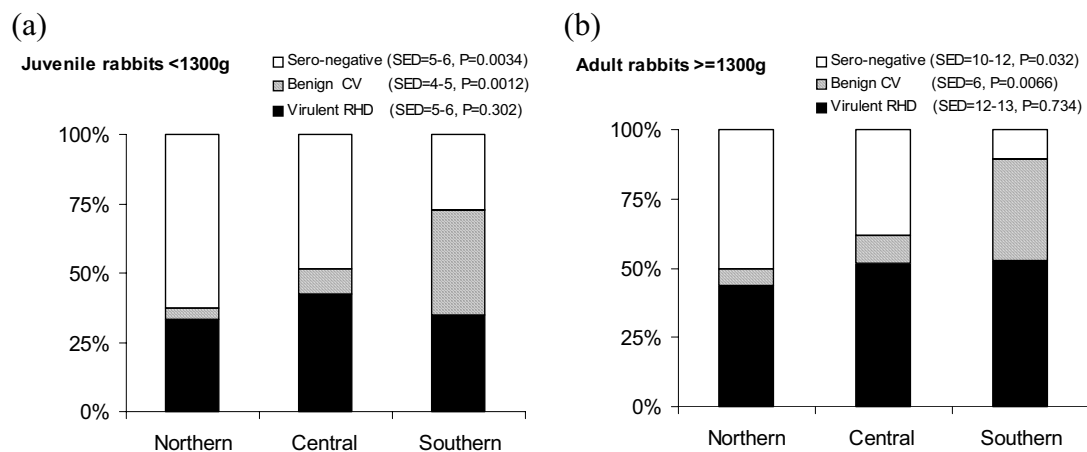 (a)
Juvenile rabbits <1300g
Sero-negative (SED=5-6, P=0.0034)
Benign CV (SED=4-5, P=0.0012)
Virulent RHD (SED=5-6, P=0.302)
100%
75%
50%
25%
0%
Northern Central Southern
(b)
Adult rabbits >=1300g
Sero-negative (SED=10-12, P=0.032)
Benign CV (SED=6, P=0.0066)
Virulent RHD (SED=12-13, P=0.734)
100%
75%
50%
25%
0%
Northern Central Southern